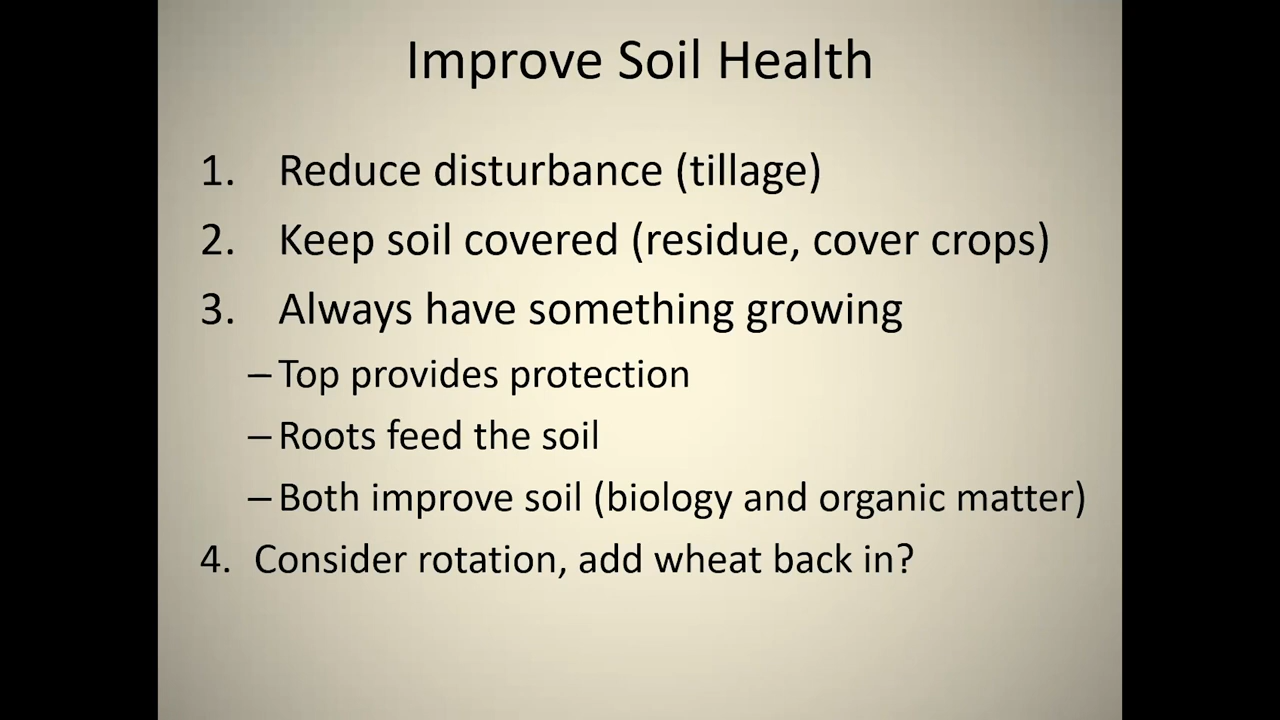 Improve Soil Health
1. Reduce disturbance (tillage)
2. Keep soil covered (residue, cover crops)
3. Always have something growing
– Top provides protection
– Roots feed the soil
– Both improve soil (biology and organic matter)
4. Consider rotation, add wheat back in?